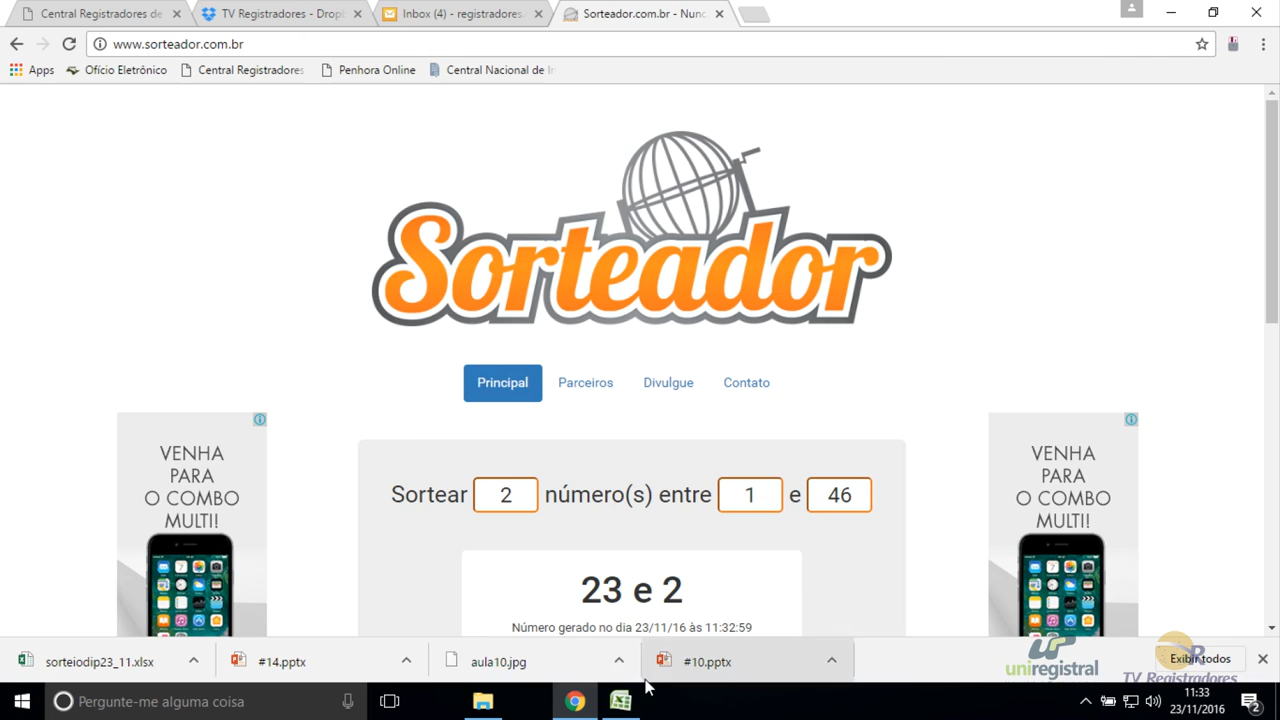 Central Registradores de
TV Registradores - Dropb
Inbox (4) - registradores.
Sorteador.com.br - Nunc
www.sorteador.com.br
Apps
Ofício Eletrônico
Central Registradores
Penhora Online
Central Nacional de In
Sorteador
Principal
Parceiros
Divulgue
Contato
VENHA
PARA
O COMBO
MULTI!
Sortear 2 número(s) entre 1 e 46
23 e 2
Número gerado no dia 23/11/16 às 11:32:59
VENHA
PARA
O COMBO
MULTI!
sorteiodip23_11.xlsx
#14.pptx
aula10.jpg
#10.pptx
Exibir todos
uniregistral
TV Registradores
Pergunte-me alguma coisa
11:33
23/11/2016
2